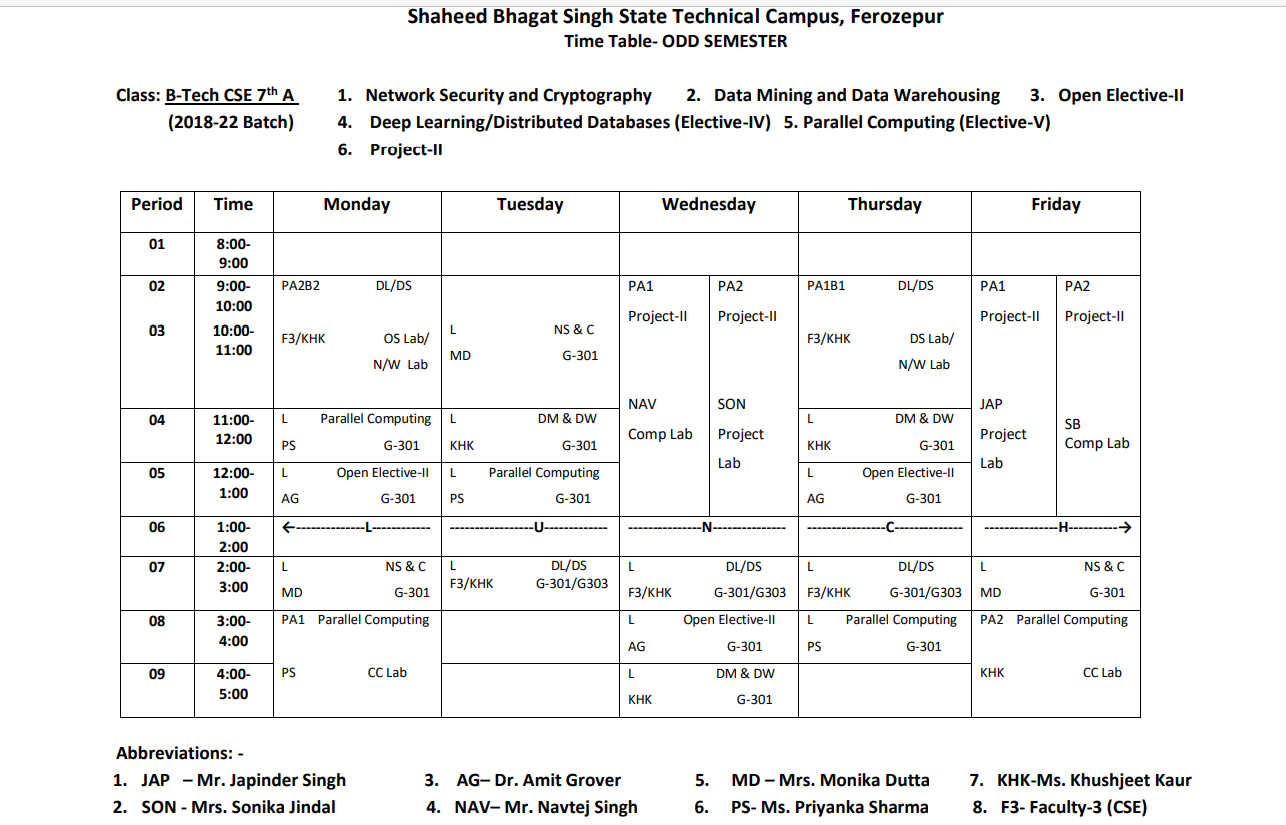 Shaheed Bhagat Singh State Technical Campus, Ferozepur
Time Table- ODD SEMESTER
Class: B-Tech CSE 7th A 1. Network Security and Cryptography 2. Data Mining and Data Warehousing 3. Open Elective-II
(2018-22 Batch) 4. Deep Learning/Distributed Databases (Elective-IV) 5. Parallel Computing (Elective-V)
6. Project-II
Period Time Monday Tuesday Wednesday Thursday Friday
01 8:00-
9:00
02 9:00- PA2B2 DL/DS PA1 PA2 PA1B1 DL/DS PA1 PA2
10:00
Project-II Project-II Project-II Project-II
03 10:00- L NS & C
F3/KHK OS Lab/ F3/KHK DS Lab/
11:00 MD G-301
N/W Lab N/W Lab
NAV SON JAP
04 11:00- L Parallel Computing L DM & DW L DM & DW SB
12:00 Comp Lab Project Project Comp Lab
PS G-301 KHK G-301 KHK G-301
Lab Lab
05 12:00- L Open Elective-II L Parallel Computing L Open Elective-II
1:00 AG G-301 PS G-301 AG G-301
06 1:00- ←--------------L------------ -----------------U------------- ---------------N--------------- ---------------C------------- ---------------H----------→
2:00
07 2:00- L NS & C L DL/DS L DL/DS L DL/DS L NS & C
3:00 MD G-301 F3/KHK G-301/G303 F3/KHK G-301/G303 F3/KHK G-301/G303 MD G-301
08 3:00- PA1 Parallel Computing L Open Elective-II L Parallel Computing PA2 Parallel Computing
4:00 AG G-301 PS G-301
09 4:00- PS CC Lab L DM & DW KHK CC Lab
5:00 KHK G-301
Abbreviations: -
1. JAP – Mr. Japinder Singh 3. AG– Dr. Amit Grover 5. MD – Mrs. Monika Dutta 7. KHK-Ms. Khushjeet Kaur
2. SON - Mrs. Sonika Jindal 4. NAV– Mr. Navtej Singh 6. PS- Ms. Priyanka Sharma 8. F3- Faculty-3 (CSE)